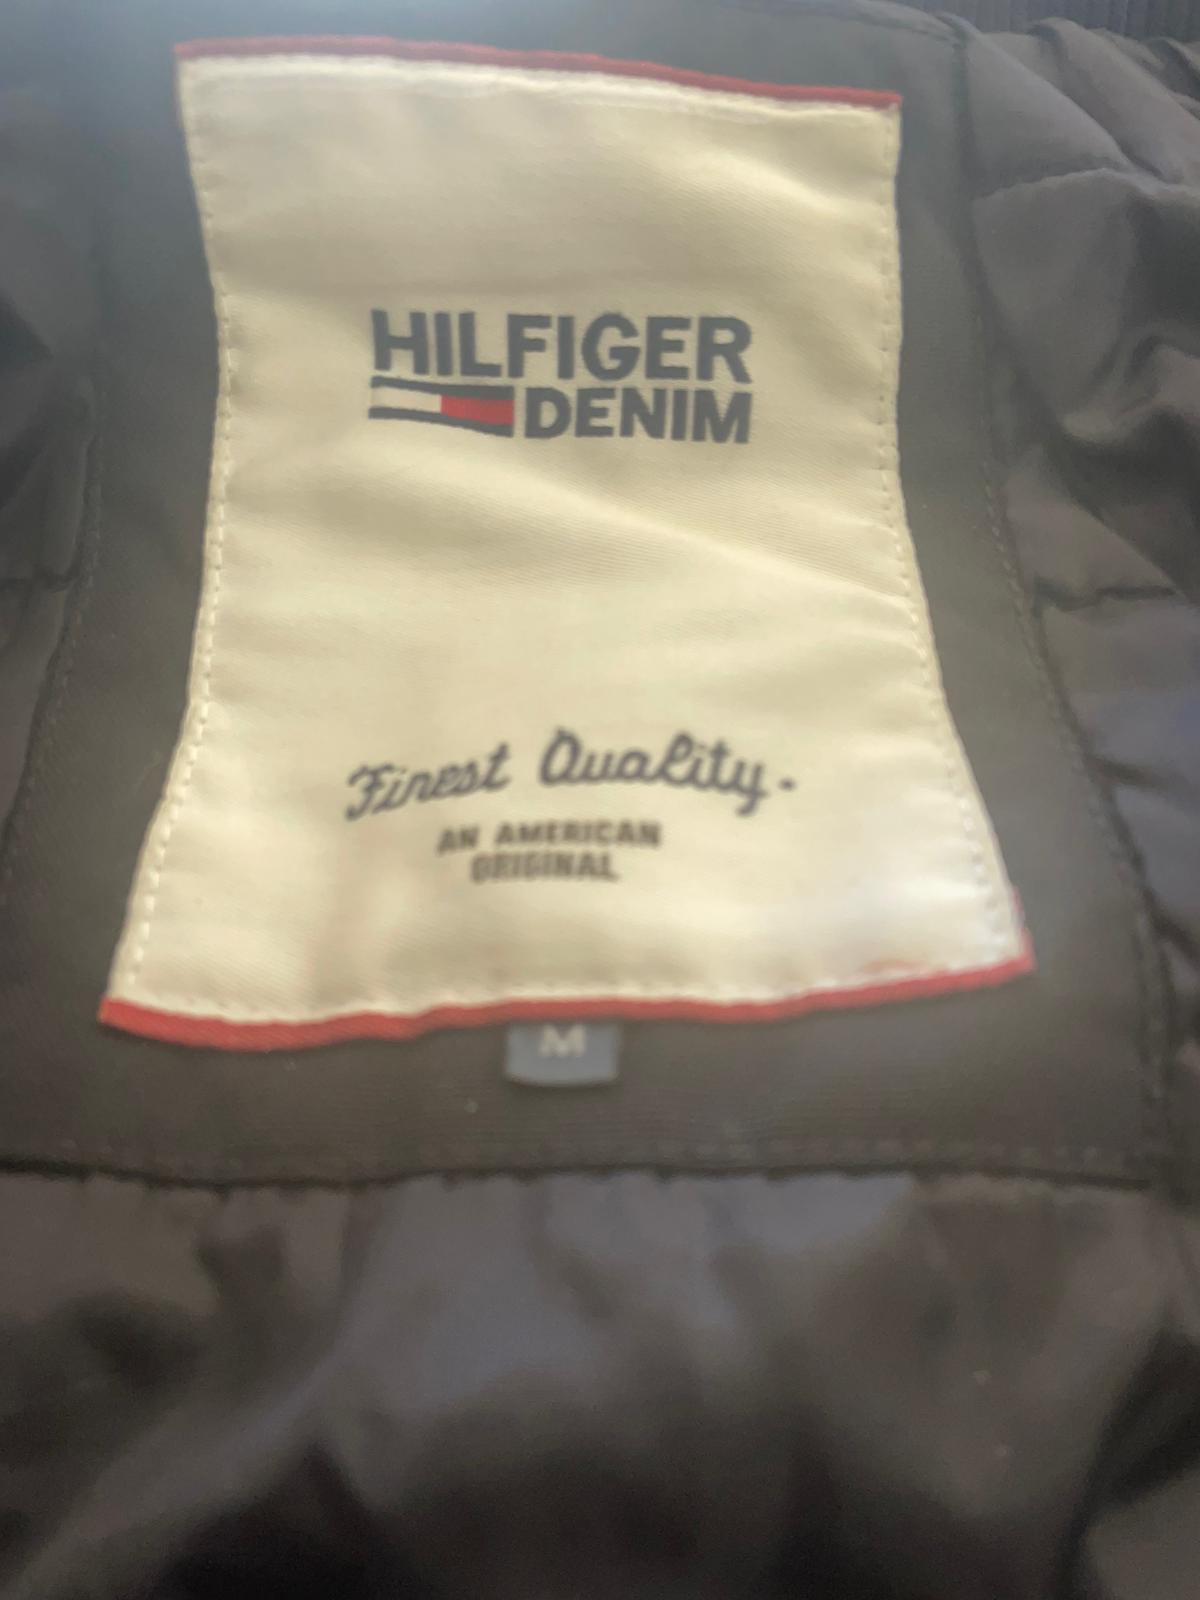 HILFIGER
DENIM
Finest Quality.
AN AMERICAN
ORIGINAL
M